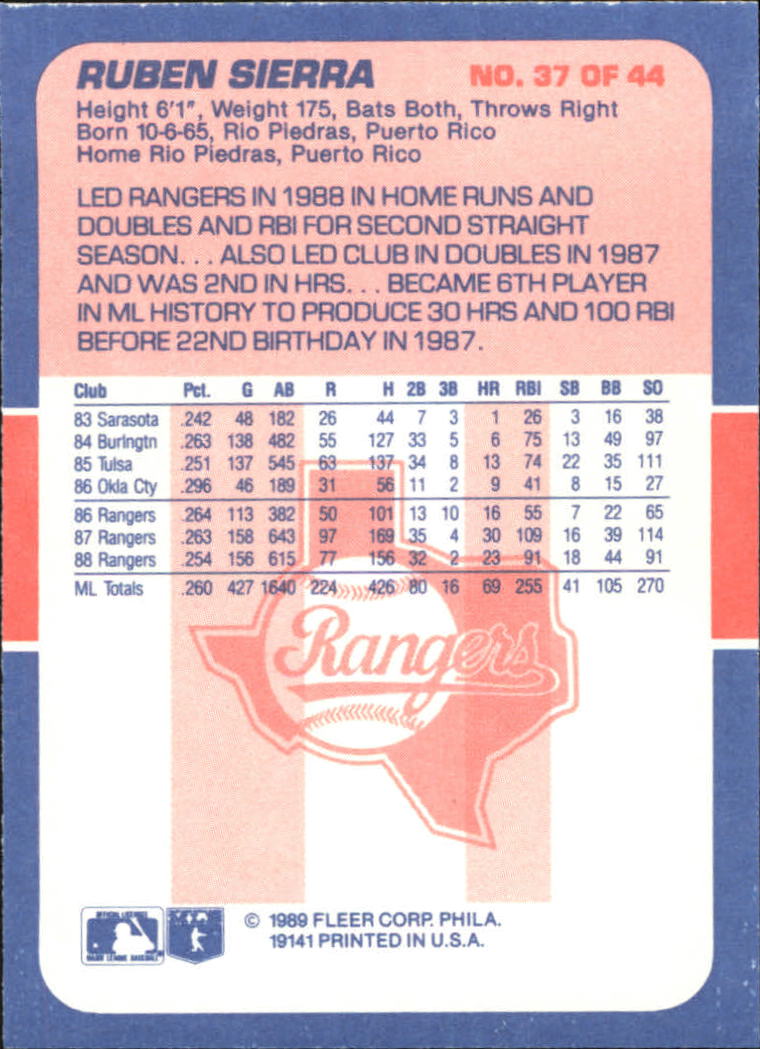 RUBEN SIERRA NO. 37 OF 44
Height 6'1", Weight 175, Bats Both, Throws Right
Born 10-6-65, Rio Piedras, Puerto Rico
Home Rio Piedras, Puerto Rico
LED RANGERS IN 1988 IN HOME RUNS AND
DOUBLES AND RBI FOR SECOND STRAIGHT
SEASON. . . ALSO LED CLUB IN DOUBLES IN 1987
AND WAS 2ND IN HRS. . . BECAME 6TH PLAYER
IN ML HISTORY TO PRODUCE 30 HRS AND 100 RBI
BEFORE 22ND BIRTHDAY IN 1987.
Club Pct. G AB R H 2B 3B HR RBI SB BB SO
83 Sarasota .242 48 182 26 44 7 3 1 26 3 16 38
84 Burlngtn .263 138 482 55 127 33 5 6 75 13 49 97
85 Tulsa .251 137 545 63 137 34 8 13 74 22 35 111
86 Okla Cty .296 46 189 31 56 11 2 9 41 8 15 27
86 Rangers .264 113 382 50 101 13 10 16 55 7 22 65
87 Rangers .263 158 643 97 169 35 4 30 109 16 39 114
88 Rangers .254 156 615 77 156 32 2 23 91 18 44 91
ML Totals .260 427 1640 224 426 80 16 69 255 41 105 270
Rangers
© 1989 FLEER CORP. PHILA.
19141 PRINTED IN U.S.A.
MAJOR LEAGUE BASEBALL